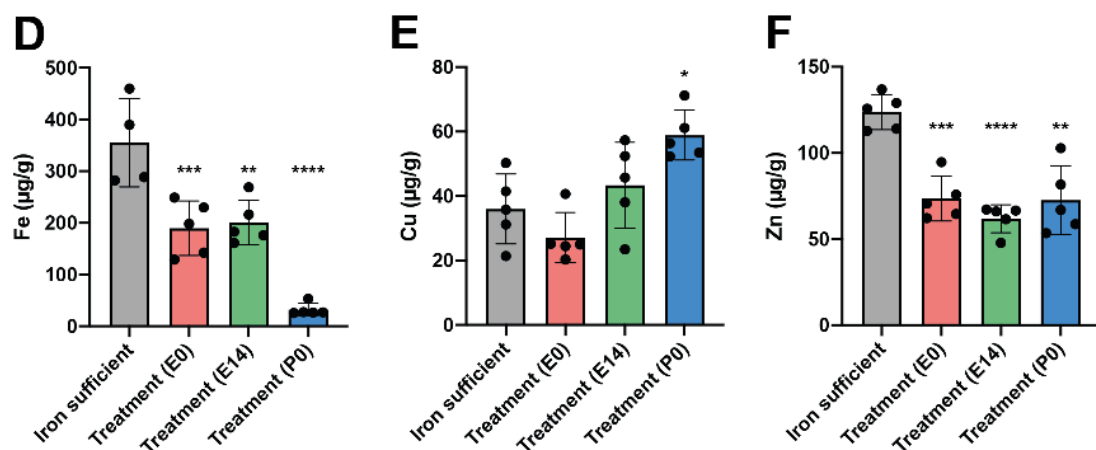 D
Fe (µg/g)
500
400
300
200
100
0
***
**
****
Iron sufficient
Treatment (E0)
Treatment (E14)
Treatment (P0)
E
Cu (µg/g)
80
60
40
20
0
*
Iron sufficient
Treatment (E0)
Treatment (E14)
Treatment (P0)
F
Zn (µg/g)
150
100
50
0
***
****
**
Iron sufficient
Treatment (E0)
Treatment (E14)
Treatment (P0)